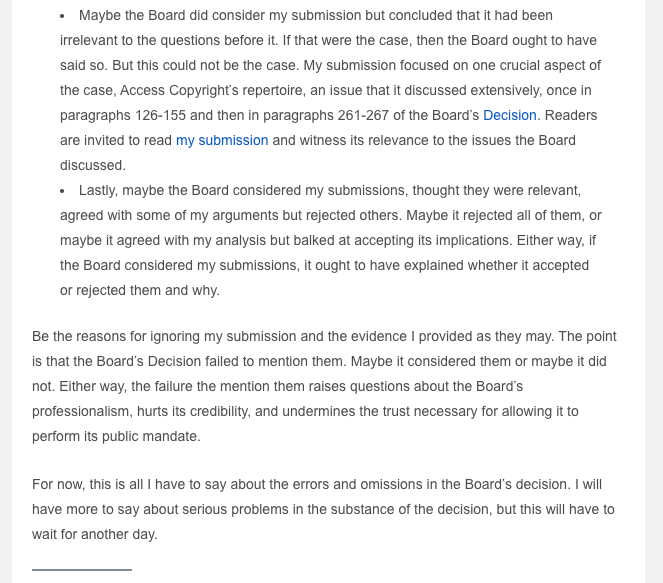 • Maybe the Board did consider my submission but concluded that it had been
irrelevant to the questions before it. If that were the case, then the Board ought to have
said so. But this could not be the case. My submission focused on one crucial aspect of
the case, Access Copyright’s repertoire, an issue that it discussed extensively, once in
paragraphs 126-155 and then in paragraphs 261-267 of the Board’s Decision. Readers
are invited to read my submission and witness its relevance to the issues the Board
discussed.
• Lastly, maybe the Board considered my submissions, thought they were relevant,
agreed with some of my arguments but rejected others. Maybe it rejected all of them, or
maybe it agreed with my analysis but balked at accepting its implications. Either way, if
the Board considered my submissions, it ought to have explained whether it accepted
or rejected them and why.
Be the reasons for ignoring my submission and the evidence I provided as they may. The point
is that the Board’s Decision failed to mention them. Maybe it considered them or maybe it did
not. Either way, the failure the mention them raises questions about the Board’s
professionalism, hurts its credibility, and undermines the trust necessary for allowing it to
perform its public mandate.
For now, this is all I have to say about the errors and omissions in the Board’s decision. I will
have more to say about serious problems in the substance of the decision, but this will have to
wait for another day.